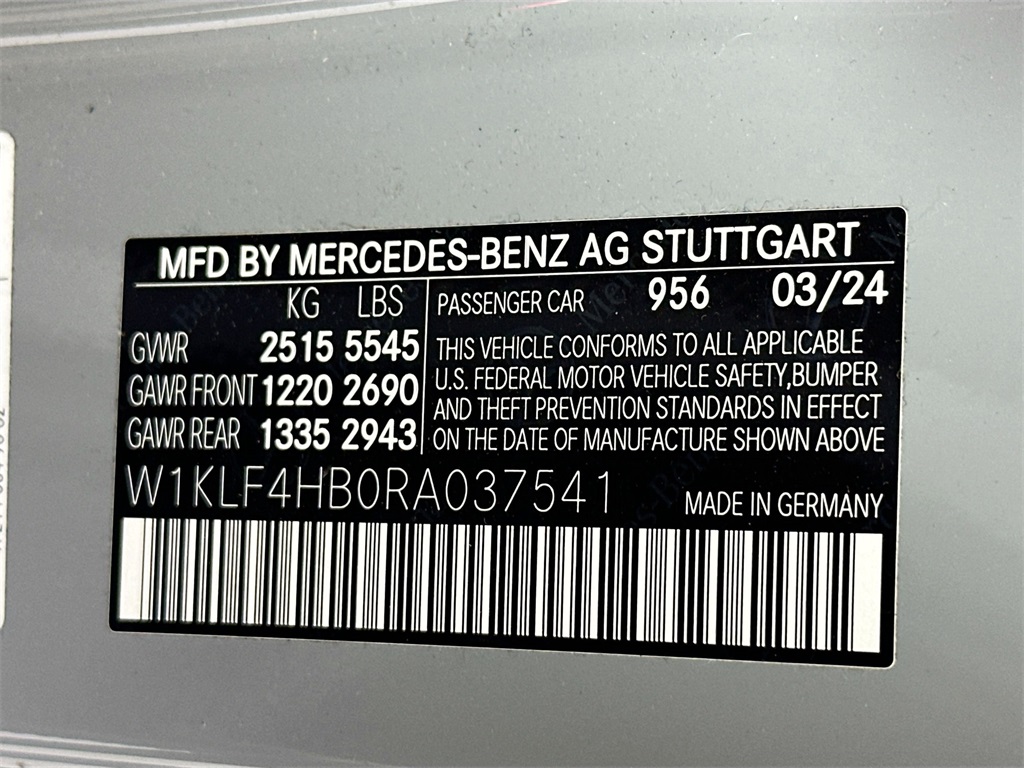 MFD BY MERCEDES-BENZ AG STUTTGART
KG LBS
GVWR 2515 5545
GAWR FRONT 1220 2690
GAWR REAR 1335 2943
PASSENGER CAR 956 03/24
THIS VEHICLE CONFORMS TO ALL APPLICABLE
U.S. FEDERAL MOTOR VEHICLE SAFETY,BUMPER
AND THEFT PREVENTION STANDARDS IN EFFECT
ON THE DATE OF MANUFACTURE SHOWN ABOVE
W1KLF4HB0RA037541
MADE IN GERMANY